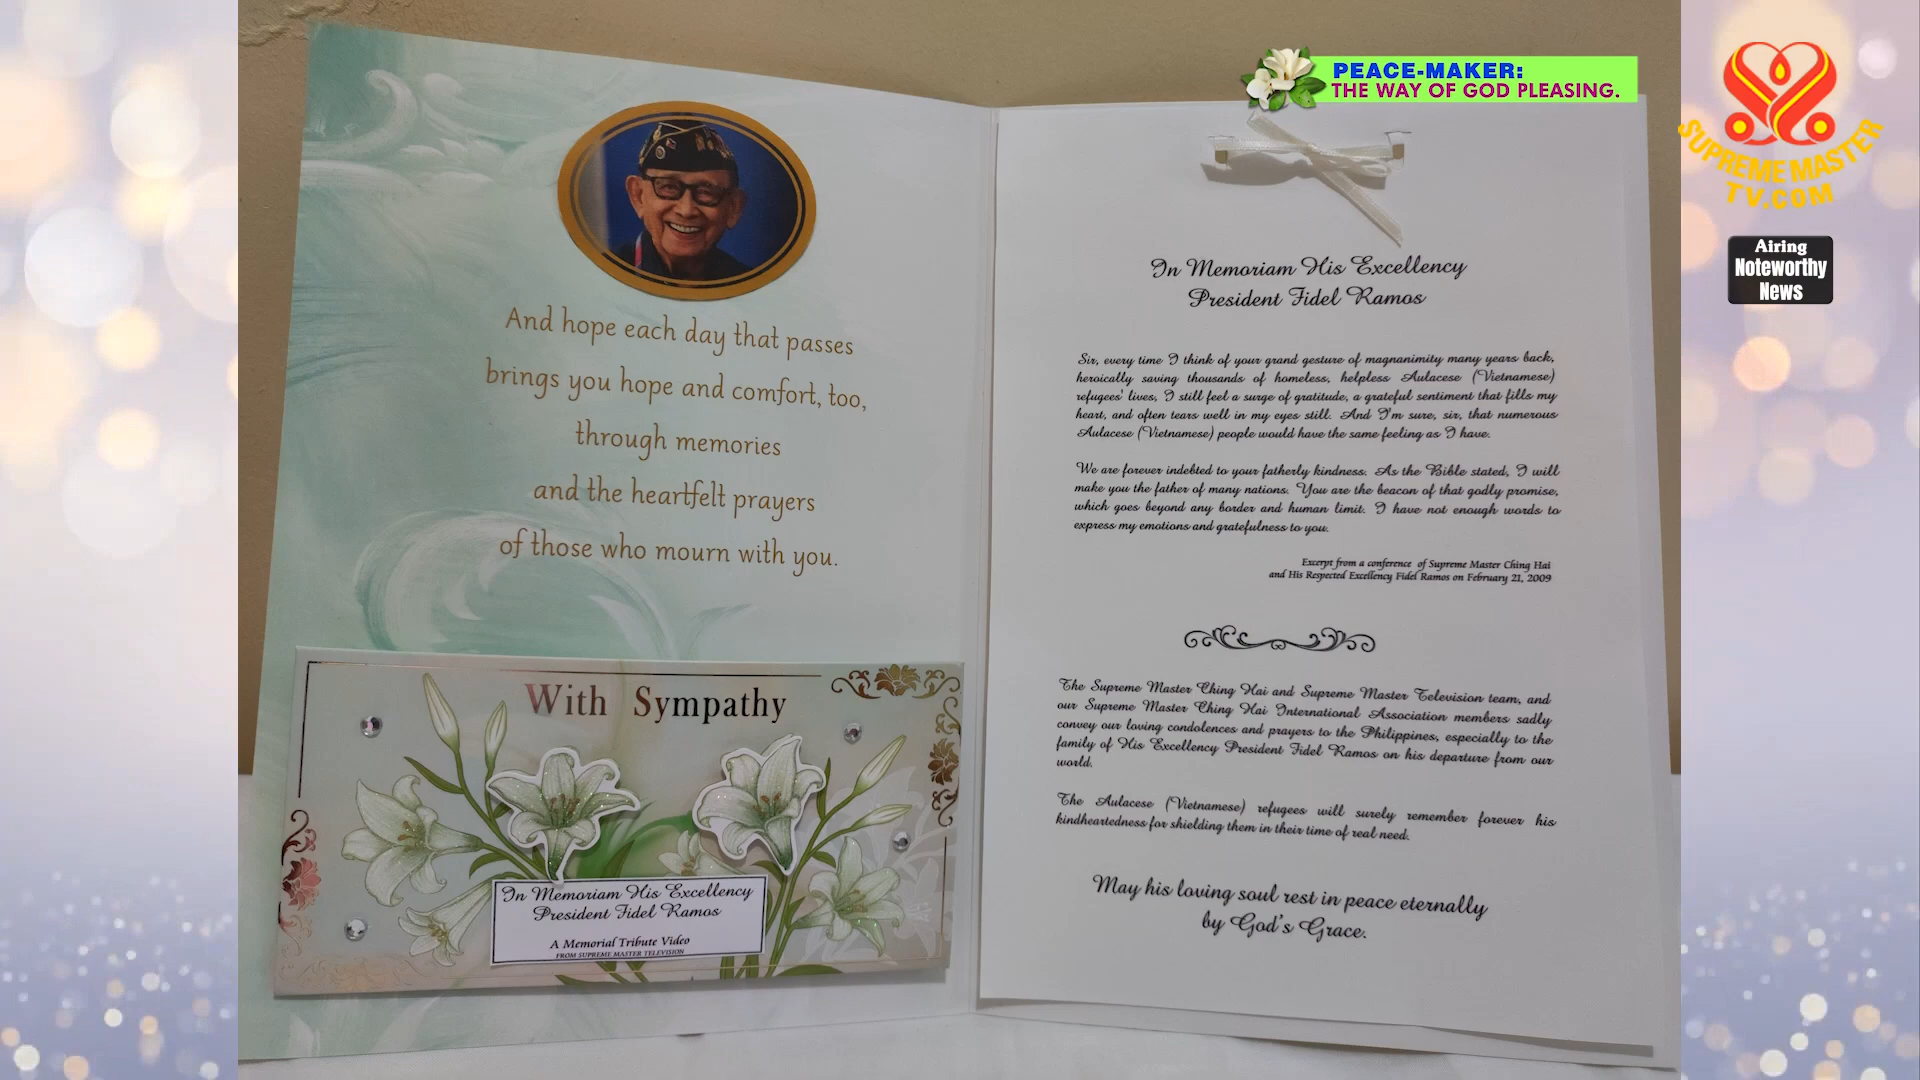 PEACE-MAKER:
THE WAY OF GOD PLEASING.
SUPREME MASTER
TV.COM
Airing
Noteworthy
News
And hope each day that passes
brings you hope and comfort, too,
through memories
and the heartfelt prayers
of those who mourn with you.
With Sympathy
In Memoriam His Excellency
President Fidel Ramos
A Memorial Tribute Video
FROM SUPREME MASTER TELEVISION
In Memoriam His Excellency
President Fidel Ramos
Sir, every time I think of your grand gesture of magnanimity many years back,
heroically saving thousands of homeless, helpless Aulacese (Vietnamese)
refugees' lives, I still feel a surge of gratitude, a grateful sentiment that fills my
heart, and often tears well in my eyes still. And I'm sure, sir, that numerous
Aulacese (Vietnamese) people would have the same feeling as I have.
We are forever indebted to your fatherly kindness. As the Bible stated, I will
make you the father of many nations. You are the beacon of that godly promise,
which goes beyond any border and human limit. I have not enough words to
express my emotions and gratefulness to you.
Excerpt from a conference of Supreme Master Ching Hai
and His Respected Excellency Fidel Ramos on February 21, 2009
The Supreme Master Ching Hai and Supreme Master Television team, and
our Supreme Master Ching Hai International Association members sadly
convey our loving condolences and prayers to the Philippines, especially to the
family of His Excellency President Fidel Ramos on his departure from our
world.
The Aulacese (Vietnamese) refugees will surely remember forever his
kindheartedness for shielding them in their time of real need.
May his loving soul rest in peace eternally
by God's Grace.